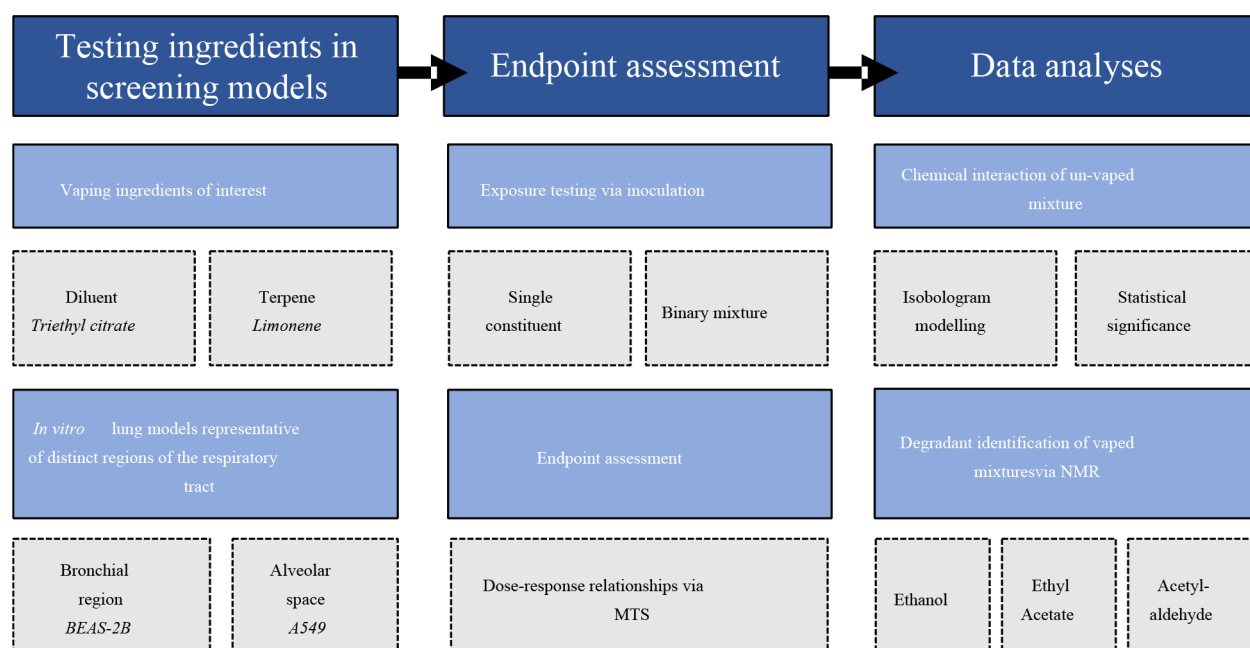 Testing ingredients in
screening models
Endpoint assessment
Data analyses
Vaping ingredients of interest
Exposure testing via inoculation
Chemical interaction of un-vaped
mixture
Diluent
Triethyl citrate
Terpene
Limonene
Single
constituent
Binary mixture
Isobologram
modelling
Statistical
significance
In vitro lung models representative
of distinct regions of the respiratory
tract
Endpoint assessment
Degradant identification of vaped
mixturesvia NMR
Bronchial
region
BEAS-2B
Alveolar
space
A549
Dose-response relationships via
MTS
Ethanol
Ethyl
Acetate
Acetyl-
aldehyde